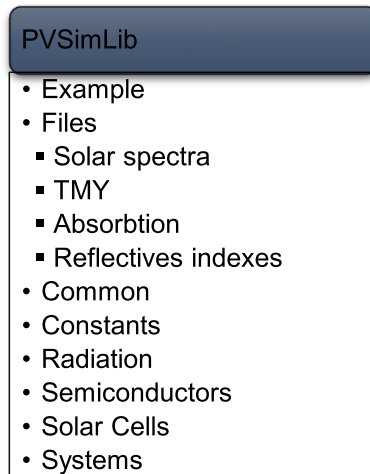 PVSimLib
• Example
• Files
▪ Solar spectra
▪ TMY
▪ Absorbtion
▪ Reflectives indexes
• Common
• Constants
• Radiation
• Semiconductors
• Solar Cells
• Systems